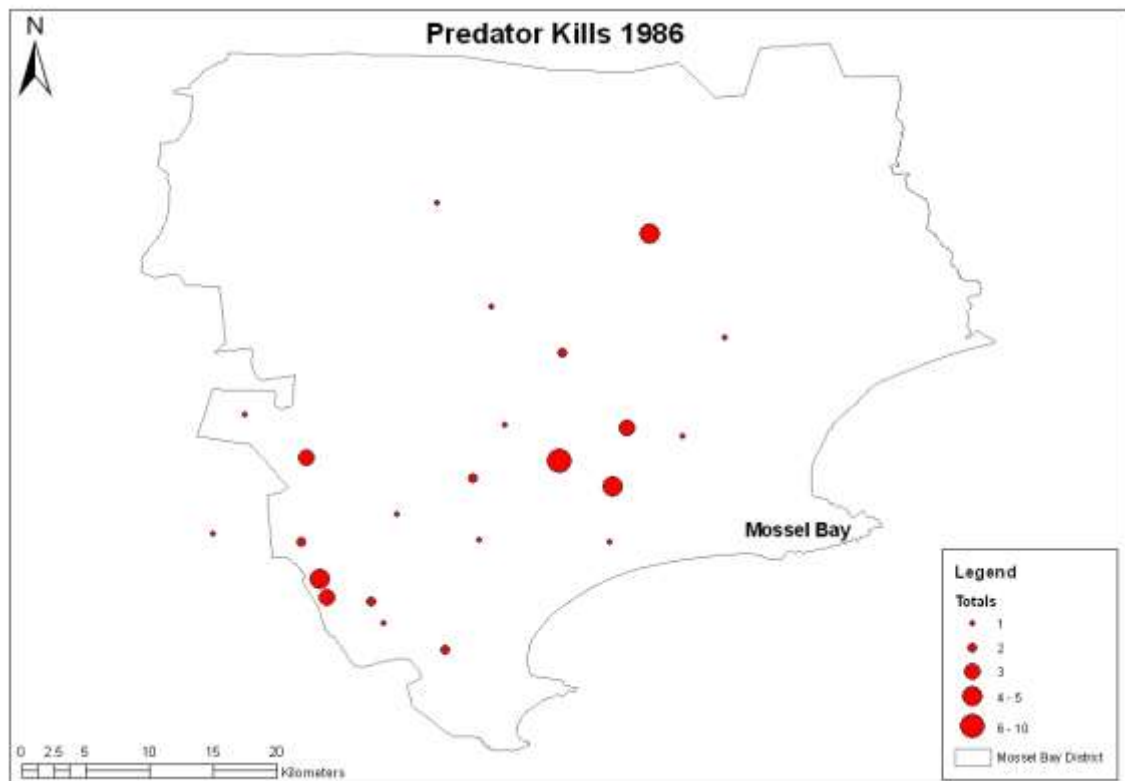 N
Predator Kills 1986
Mossel Bay
Legend
Totals
1
2
3
4 - 5
6 - 10
Mossel Bay District
0 2.5 5 10 15 20
Kilometers